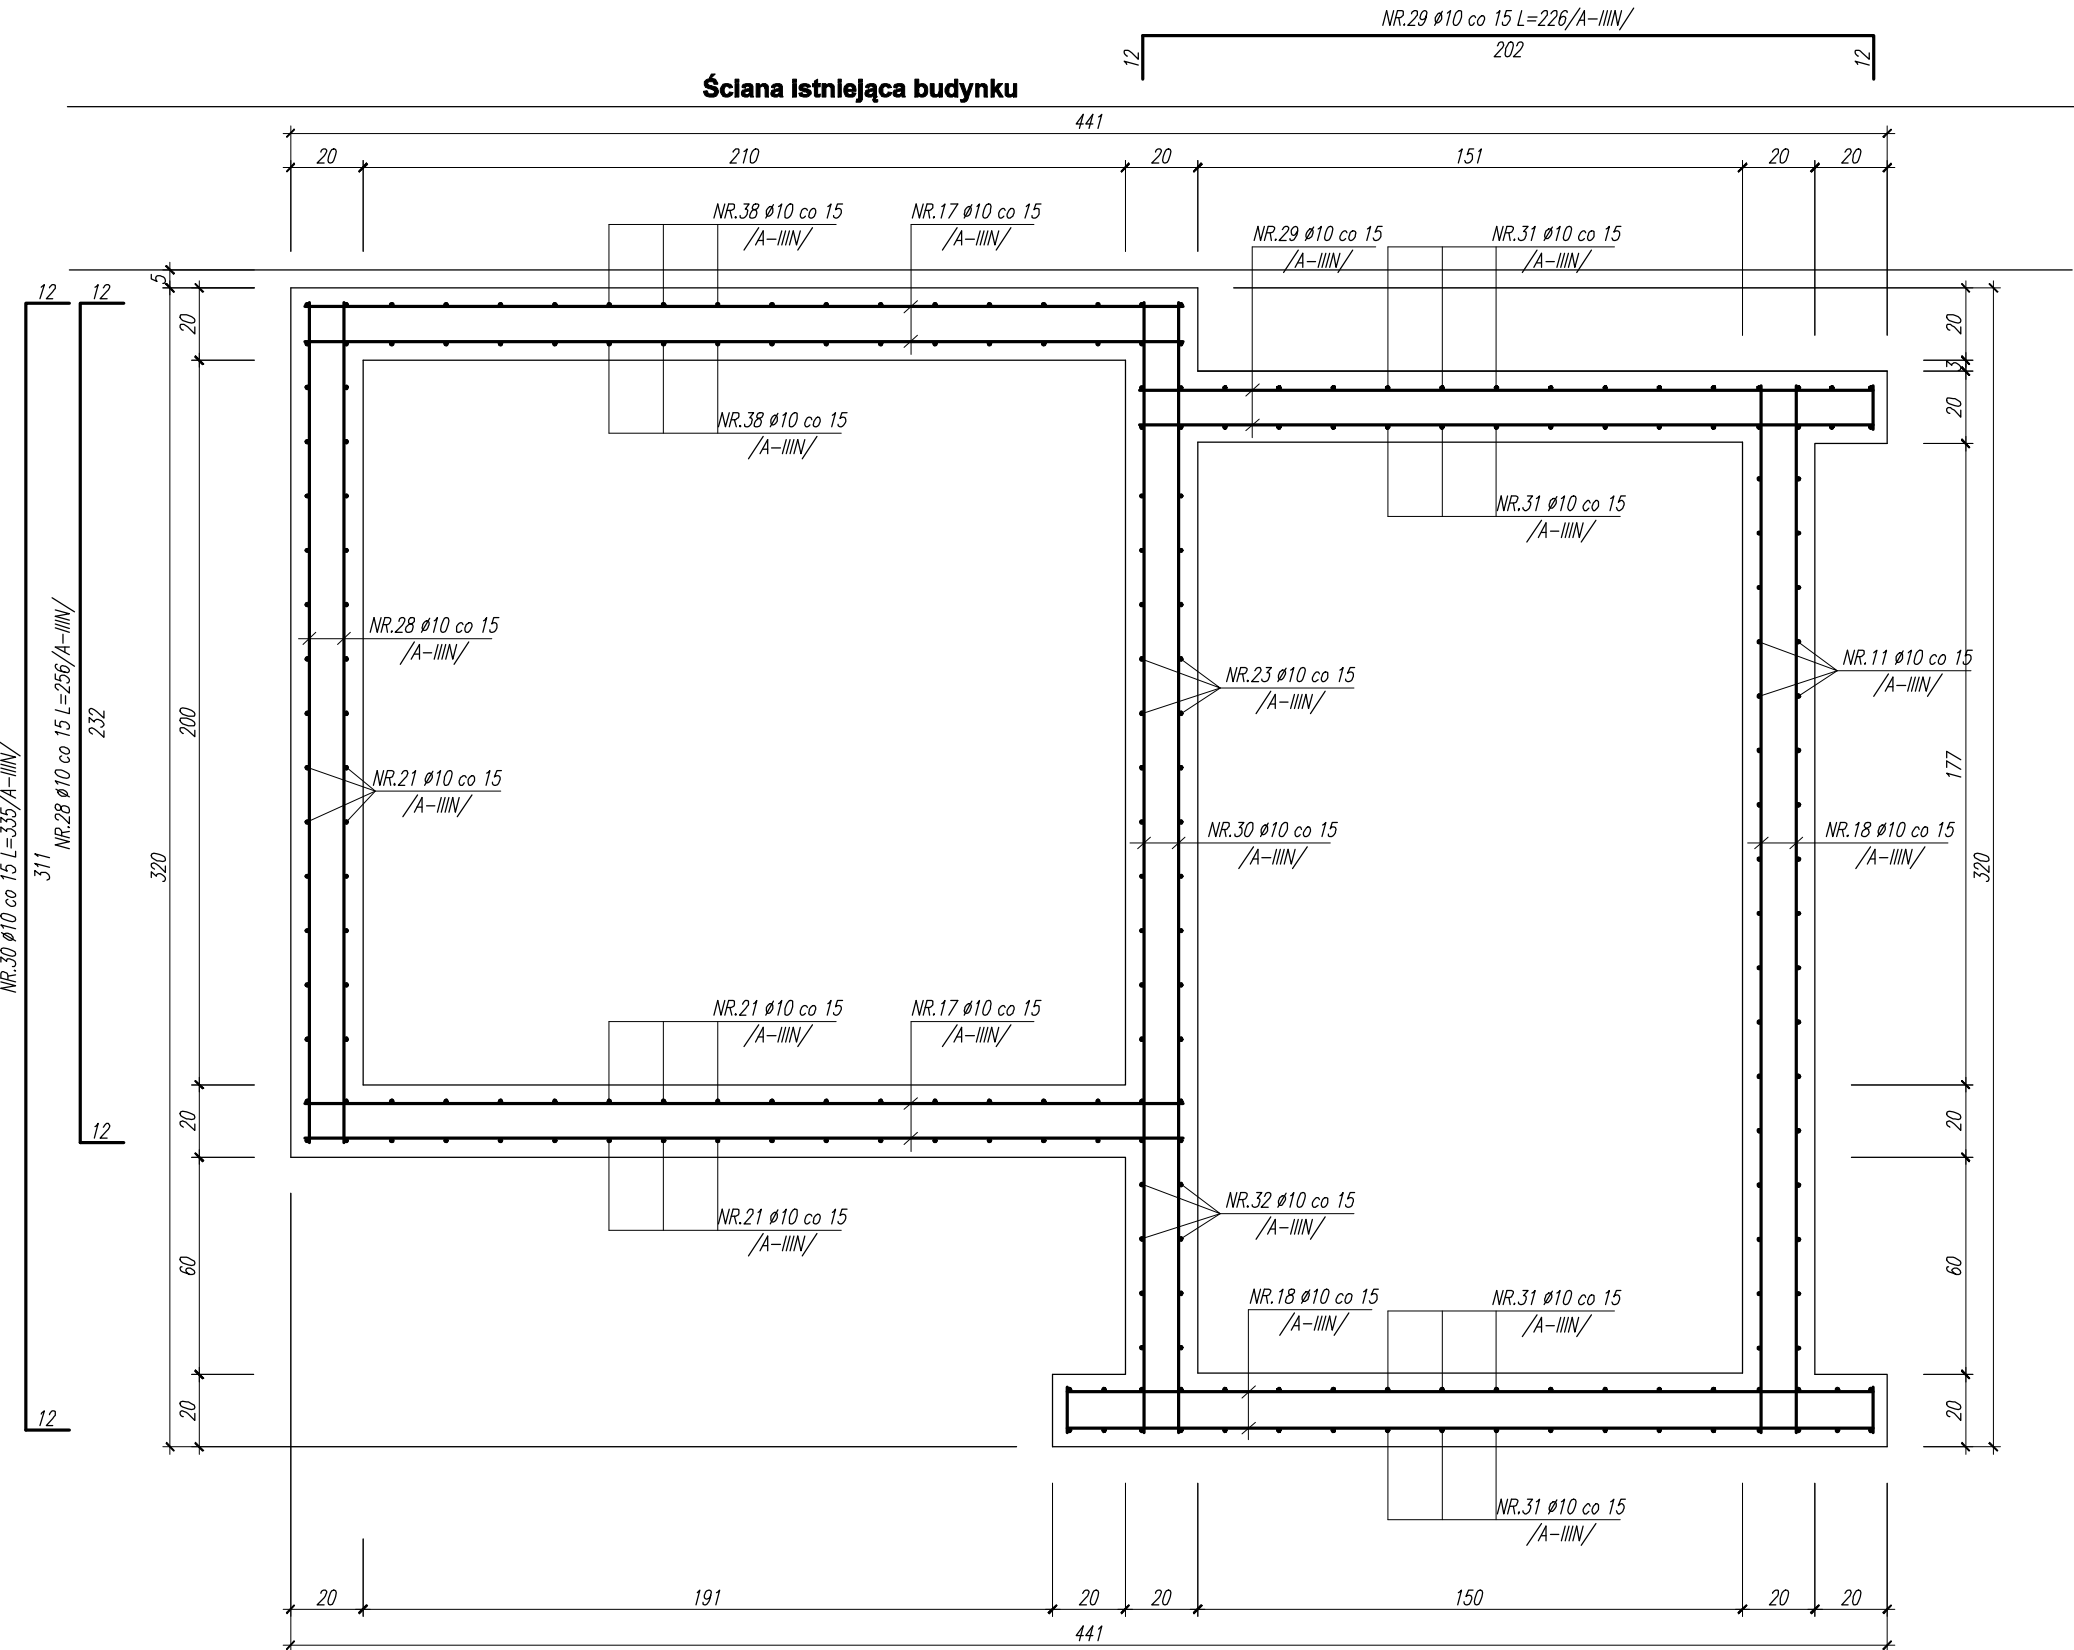 NR.29 ø10 co 15 L=226/A-IIIN/
12
202
12
Ściana istniejąca budynku
441
20
210
20
151
20
20
NR.38 ø10 co 15
/A-IIIN/
NR.17 ø10 co 15
/A-IIIN/
NR.29 ø10 co 15
/A-IIIN/
NR.31 ø10 co 15
/A-IIIN/
5
12
12
20
20
3
20
NR.38 ø10 co 15
/A-IIIN/
NR.31 ø10 co 15
/A-IIIN/
NR.28 ø10 co 15
/A-IIIN/
NR.23 ø10 co 15
/A-IIIN/
NR.11 ø10 co 15
/A-IIIN/
NR.30 ø10 co 15 L=335/A-IIIN/
311
NR.28 ø10 co 15 L=256/A-IIIN/
232
320
200
177
320
NR.21 ø10 co 15
/A-IIIN/
NR.30 ø10 co 15
/A-IIIN/
NR.18 ø10 co 15
/A-IIIN/
NR.21 ø10 co 15
/A-IIIN/
NR.17 ø10 co 15
/A-IIIN/
12
20
20
NR.21 ø10 co 15
/A-IIIN/
NR.32 ø10 co 15
/A-IIIN/
60
60
NR.18 ø10 co 15
/A-IIIN/
NR.31 ø10 co 15
/A-IIIN/
12
20
20
NR.31 ø10 co 15
/A-IIIN/
20
191
20
20
150
20
20
441